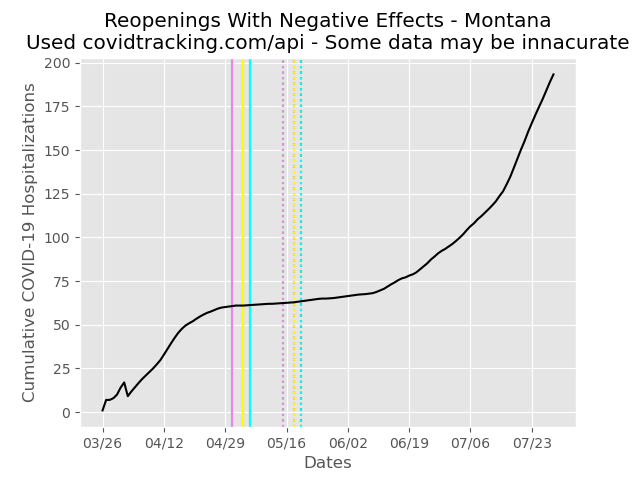 Reopenings With Negative Effects - Montana
Used covidtracking.com/api - Some data may be innacurate
Cumulative COVID-19 Hospitalizations
200
175
150
125
100
75
50
25
0
03/26 04/12 04/29 05/16 06/02 06/19 07/06 07/23
Dates